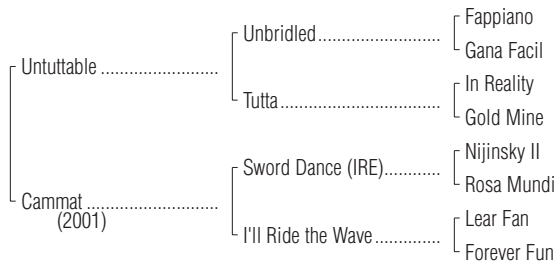 Fappiano
Unbridled
Gana Facil
Untuttable
In Reality
Tutta
Gold Mine
Nijinsky II
Sword Dance (IRE)
Rosa Mundi
Cammat
(2001)
Lear Fan
I'll Ride the Wave
Forever Fun